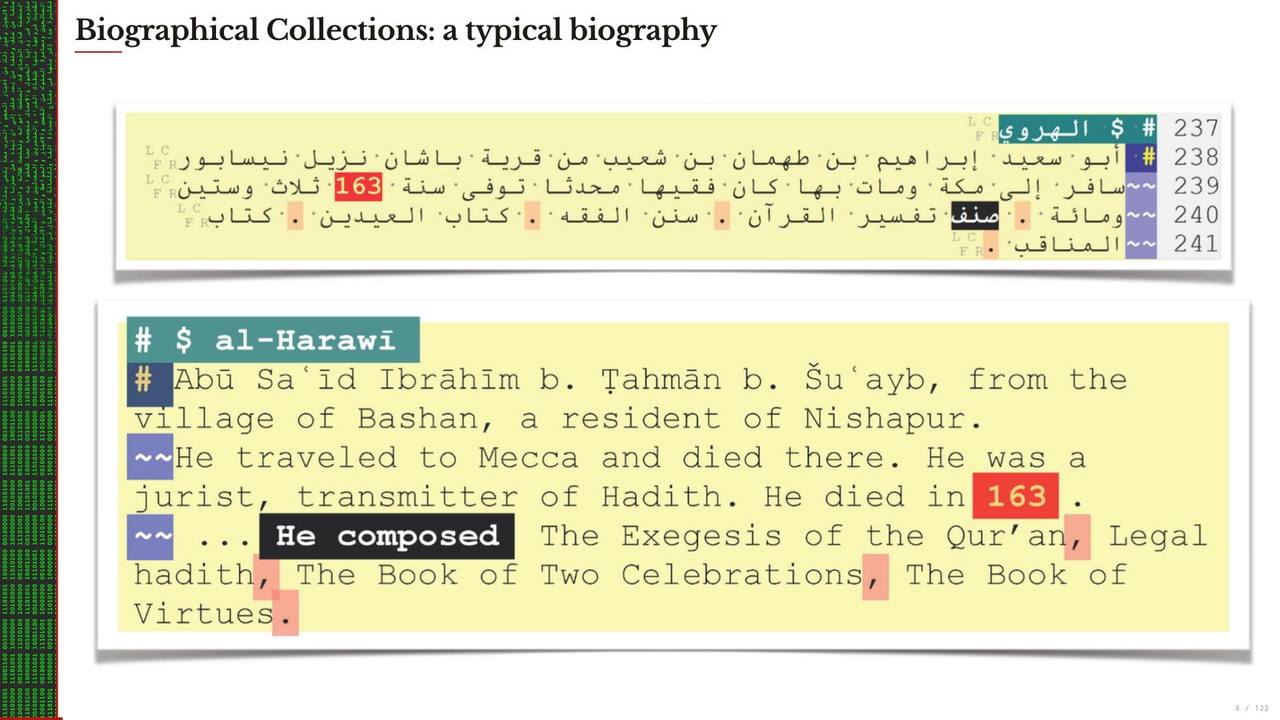 Biographical Collections: a typical biography
# $ الهروي 237
# أبو سعيد إبراهيم بن طهمان بن شعيب من قرية باشان نزيل نيسابور 238
~~سافر إلى مكة ومات بها كان فقيها محدثا توفى سنة 163 ثلاث وستين 239
~~ومائة . صنف تفسير القرآن . سنن الفقه . كتاب العيدين . كتاب 240
~~المناقب . 241
# $ al-Harawī
# Abū Saʿīd Ibrāhīm b. Ṭahmān b. Šuʿayb, from the
village of Bashan, a resident of Nishapur.
~~He traveled to Mecca and died there. He was a
jurist, transmitter of Hadith. He died in 163 .
~~ ... He composed The Exegesis of the Qur’an, Legal
hadith, The Book of Two Celebrations, The Book of
Virtues.
6 / 122